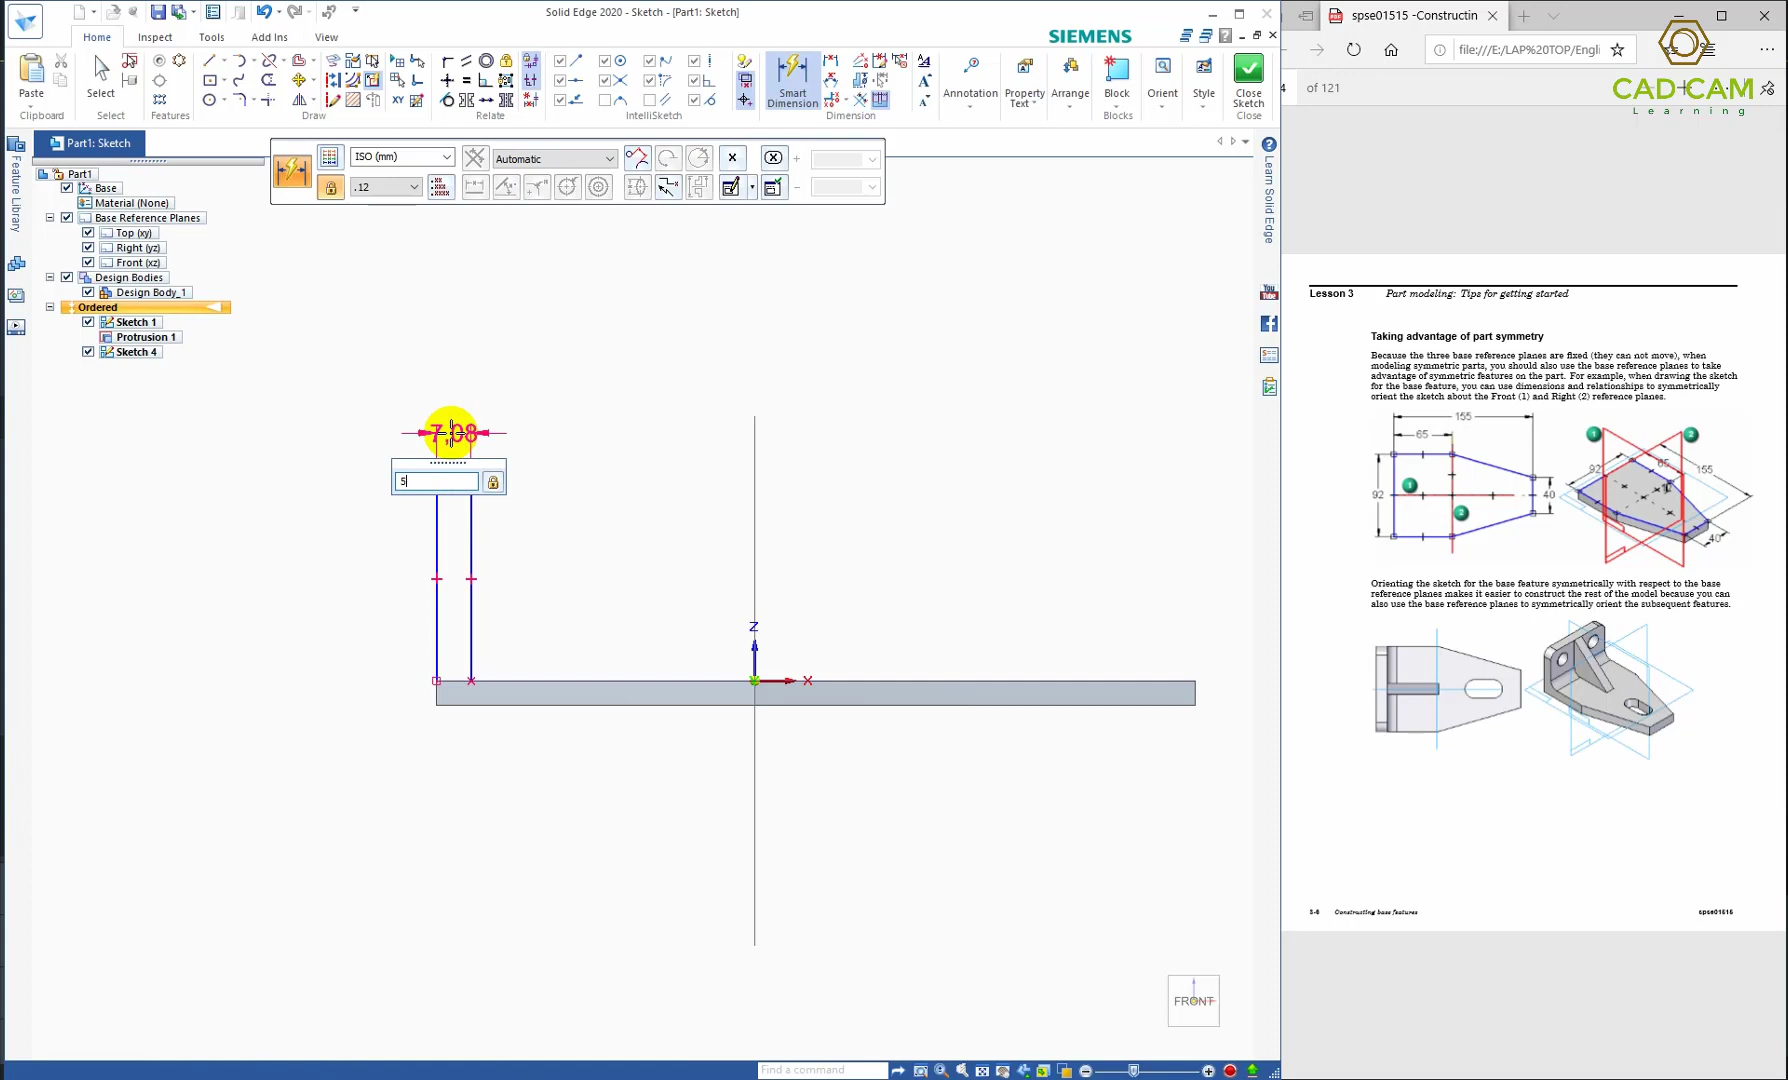 Solid Edge 2020 - Sketch - [Part1: Sketch]
Home
Inspect
Tools
Add Ins
View
SIEMENS
Paste
Clipboard
Select
Select
Features
Draw
Relate
IntelliSketch
Smart
Dimension
Dimension
Annotation
Property
Text
Arrange
Block
Blocks
Orient
Style
Close
Sketch
Close
ISO (mm)
Automatic
.12
Part1: Sketch
Feature Library
Part1
Base
Material (None)
Base Reference Planes
Top (xy)
Right (yz)
Front (xz)
Design Bodies
Design Body_1
Ordered
Sketch 1
Protrusion 1
Sketch 4
7,08
5
Z
X
FRONT
Find a command
Learn Solid Edge
You
Tube
spse01515 -Constructin
file:///E:/LAP%20TOP/Engli
4
of 121
CAD-CAM
Learning
Lesson 3
Part modeling: Tips for getting started
Taking advantage of part symmetry
Because the three base reference planes are fixed (they can not move), when
modeling symmetric parts, you should also use the base reference planes to take
advantage of symmetric features on the part. For example, when drawing the sketch
for the base feature, you can use dimensions and relationships to symmetrically
orient the sketch about the Front (1) and Right (2) reference planes.
155
65
92
40
1
2
1
2
92
65
155
40
Orienting the sketch for the base feature symmetrically with respect to the base
reference planes makes it easier to construct the rest of the model because you can
also use the base reference planes to symmetrically orient the subsequent features.
Constructing base features
spse01515